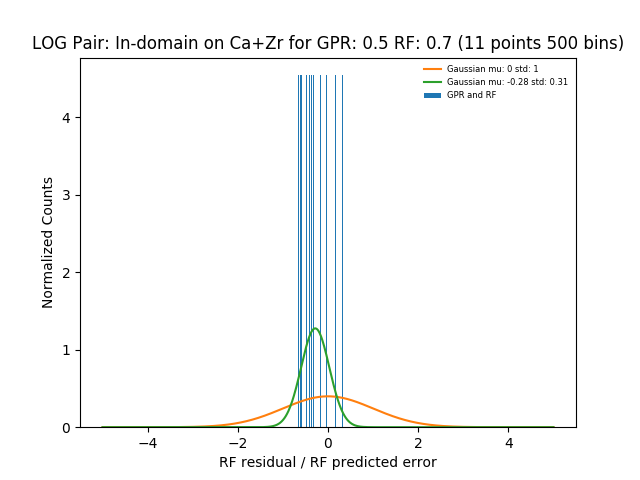 LOG Pair: In-domain on Ca+Zr for GPR: 0.5 RF: 0.7 (11 points 500 bins)
Gaussian mu: 0 std: 1
Gaussian mu: -0.28 std: 0.31
GPR and RF
Normalized Counts
4
3
2
1
0
−4
−2
0
2
4
RF residual / RF predicted error